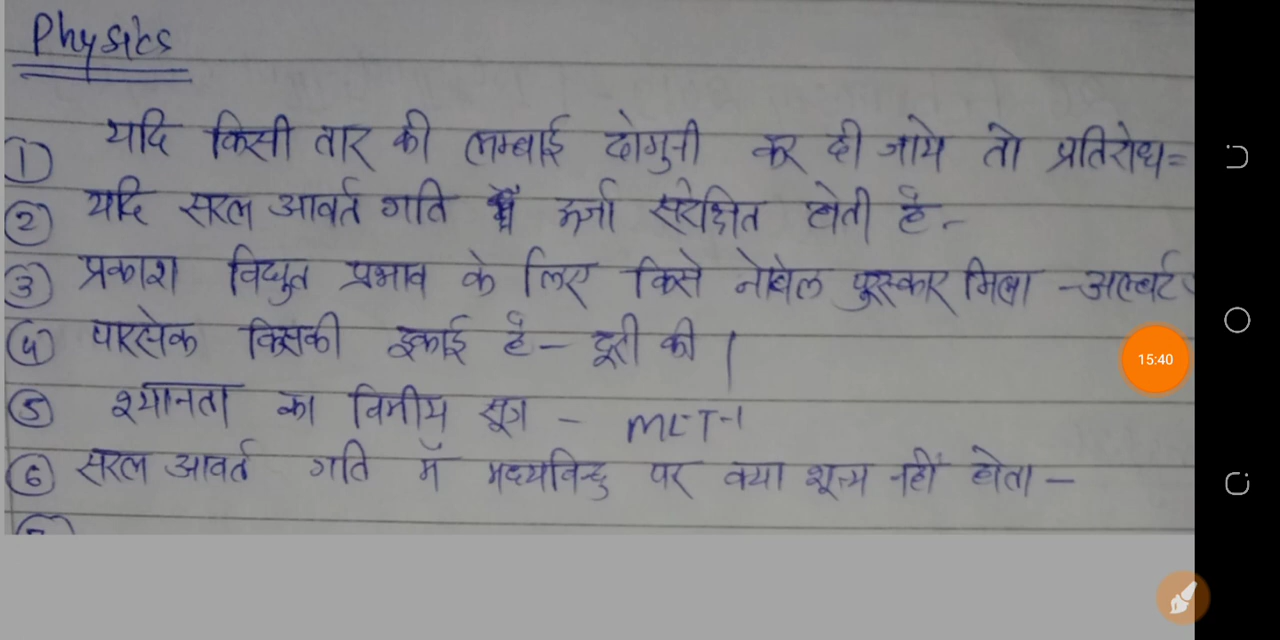 Physics
① यदि किसी तार की लम्बाई दोगुनी कर दी जाये तो प्रतिरोध=
② यदि सरल आवर्त गति में ऊर्जा संरक्षित होती है -
③ प्रकाश विद्युत प्रभाव के लिए किसे नोबेल पुरस्कार मिला - अल्बर्ट
④ पारसेक किसकी इकाई है - दूरी की |
15:40
⑤ श्यानता का विमीय सूत्र - ML-T-1
⑥ सरल आवर्त गति में मध्यविन्दु पर क्या शून्य नहीं होता -